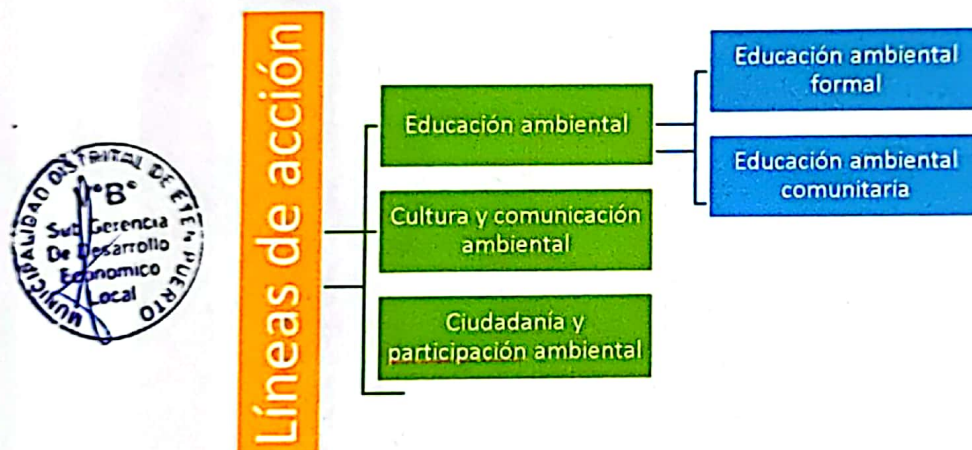 Líneas de acción
Educación ambiental
Cultura y comunicación
ambiental
Ciudadanía y
participación ambiental
Educación ambiental
formal
Educación ambiental
comunitaria
MUNICIPALIDAD DISTRITAL DE ETEN PUERTO
V°B°
Sub Gerencia
De Desarrollo
Economico
Local